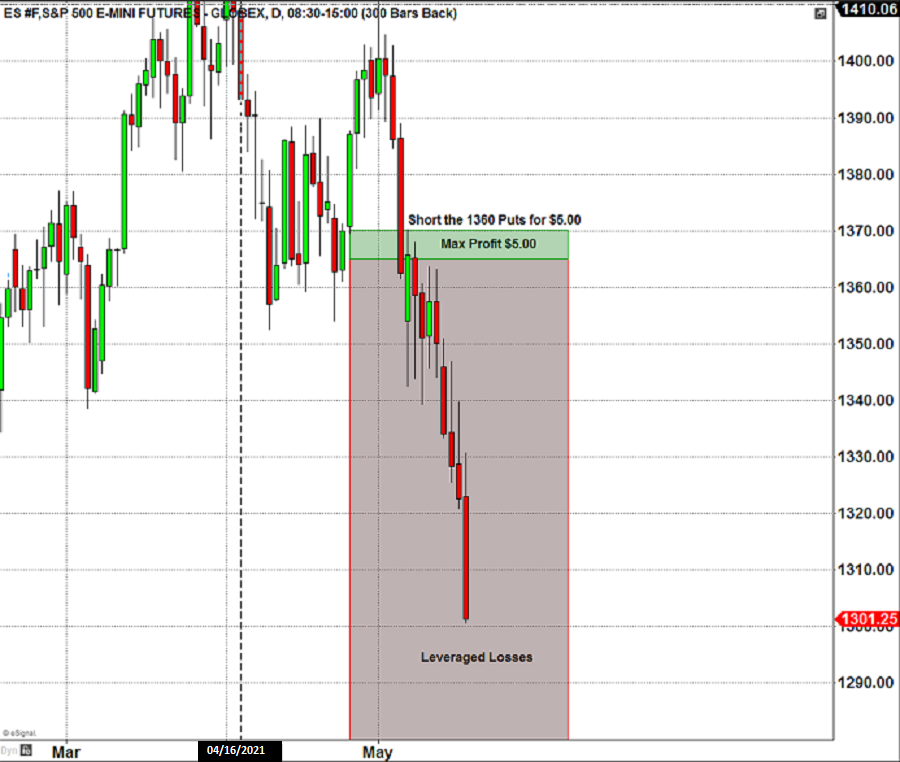 ES #F,S&P 500 E-MINI FUTURES - GLOBEX, D, 08:30-15:00 (300 Bars Back)
1410.06
1400.00
1390.00
1380.00
Short the 1360 Puts for $5.00
1370.00
Max Profit $5.00
1360.00
1350.00
1340.00
1330.00
1320.00
1310.00
1301.25
1300.00
Leveraged Losses
1290.00
© eSignal,
Dyn
Mar
04/16/2021
May